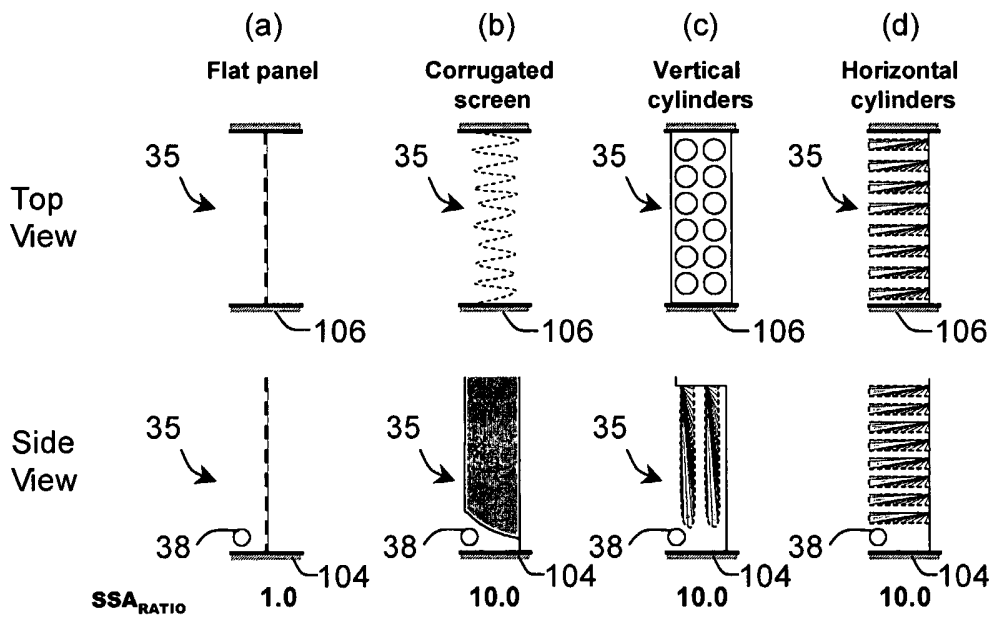 (a) (b) (c) (d)
Flat panel Corrugated screen Vertical cylinders Horizontal cylinders
35 35 35 35
Top View
106 106 106 106
35 35 35
Side View
38 38 38 38
104 104 104 104
SSA RATIO 1.0 10.0 10.0 10.0